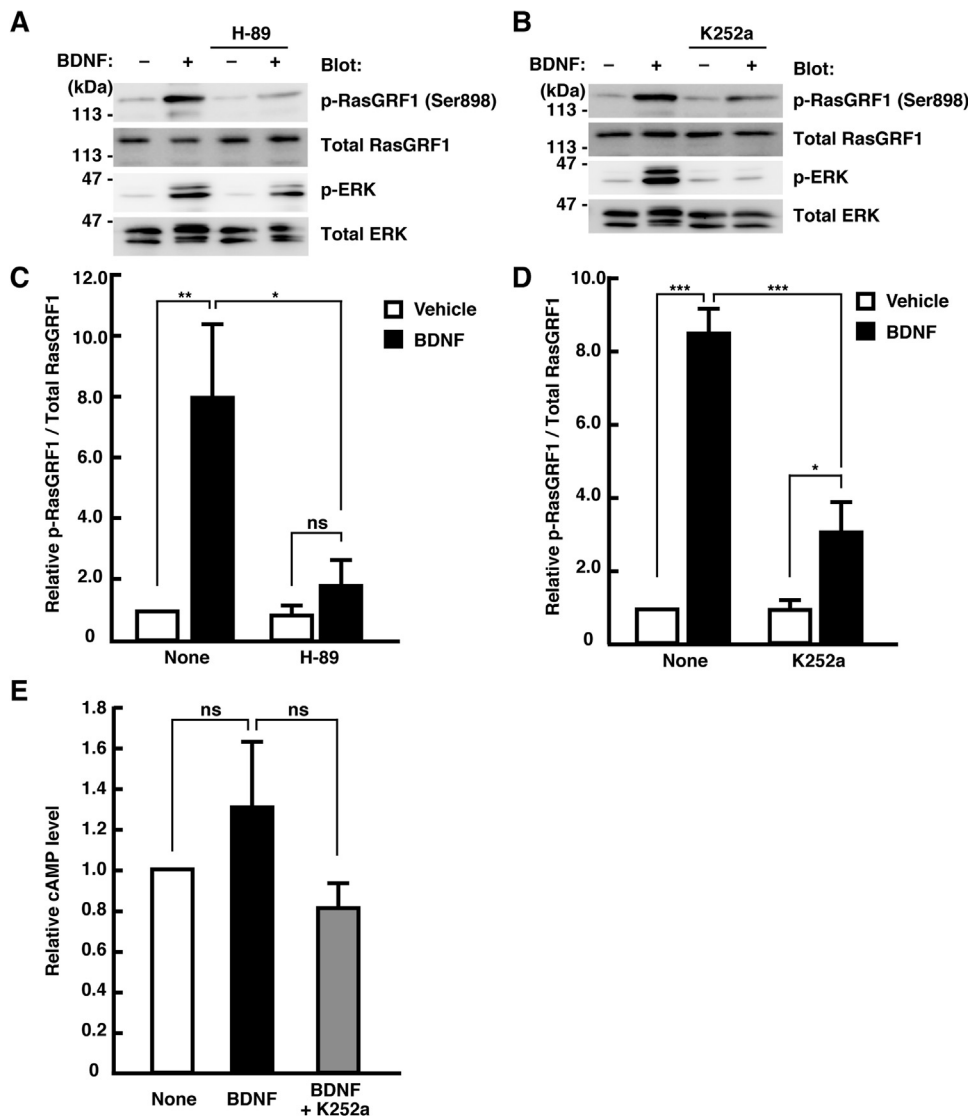 A
H-89
BDNF: – + – + Blot:
(kDa)
113 -
p-RasGRF1 (Ser898)
113 -
Total RasGRF1
47 -
p-ERK
47 -
Total ERK
B
K252a
BDNF: – + – + Blot:
(kDa)
113 -
p-RasGRF1 (Ser898)
113 -
Total RasGRF1
47 -
p-ERK
47 -
Total ERK
C
Relative p-RasGRF1 / Total RasGRF1
12.0
10.0
8.0
6.0
4.0
2.0
0
** *
ns
Vehicle
BDNF
None H-89
D
Relative p-RasGRF1 / Total RasGRF1
10.0
8.0
6.0
4.0
2.0
0
*** ***
*
Vehicle
BDNF
None K252a
E
Relative cAMP level
1.8
1.6
1.4
1.2
1.0
0.8
0.6
0.4
0.2
0
ns ns
None BDNF BDNF
+ K252a